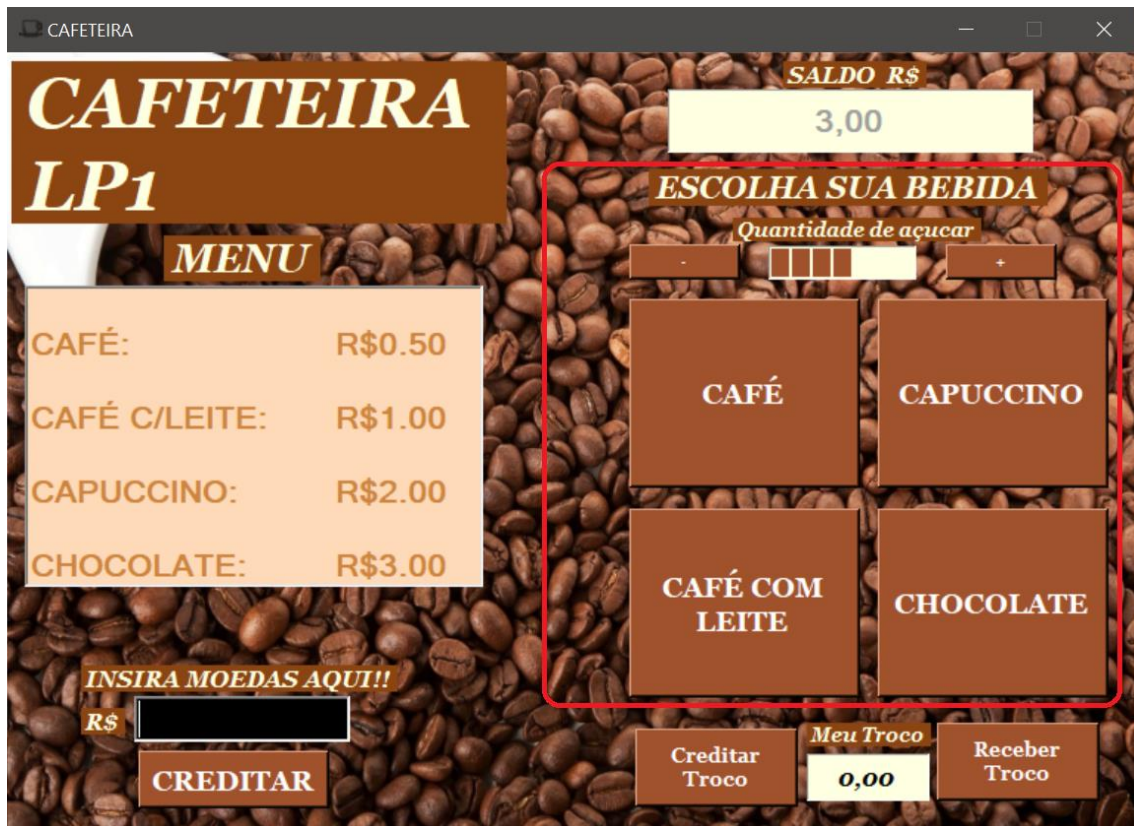 CAFETEIRA
CAFETEIRA
LP1
MENU
CAFÉ: R$0.50
CAFÉ C/LEITE: R$1.00
CAPUCCINO: R$2.00
CHOCOLATE: R$3.00
INSIRA MOEDAS AQUI!!
R$
CREDITAR
SALDO R$
3,00
ESCOLHA SUA BEBIDA
Quantidade de açucar
- +
CAFÉ
CAPUCCINO
CAFÉ COM
LEITE
CHOCOLATE
Creditar
Troco
Meu Troco
0,00
Receber
Troco